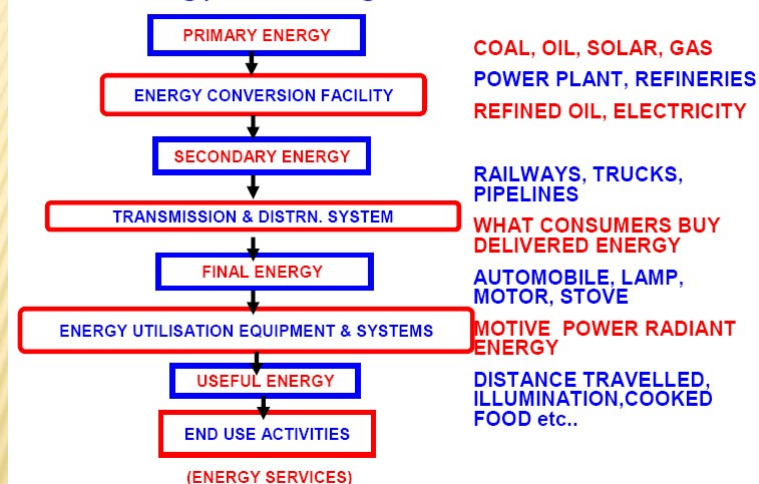 PRIMARY ENERGY
COAL, OIL, SOLAR, GAS
ENERGY CONVERSION FACILITY
POWER PLANT, REFINERIES
REFINED OIL, ELECTRICITY
SECONDARY ENERGY
RAILWAYS, TRUCKS,
PIPELINES
TRANSMISSION & DISTRN. SYSTEM
WHAT CONSUMERS BUY
DELIVERED ENERGY
FINAL ENERGY
AUTOMOBILE, LAMP,
MOTOR, STOVE
ENERGY UTILISATION EQUIPMENT & SYSTEMS
MOTIVE POWER RADIANT
ENERGY
USEFUL ENERGY
DISTANCE TRAVELLED,
ILLUMINATION,COOKED
FOOD etc..
END USE ACTIVITIES
(ENERGY SERVICES)